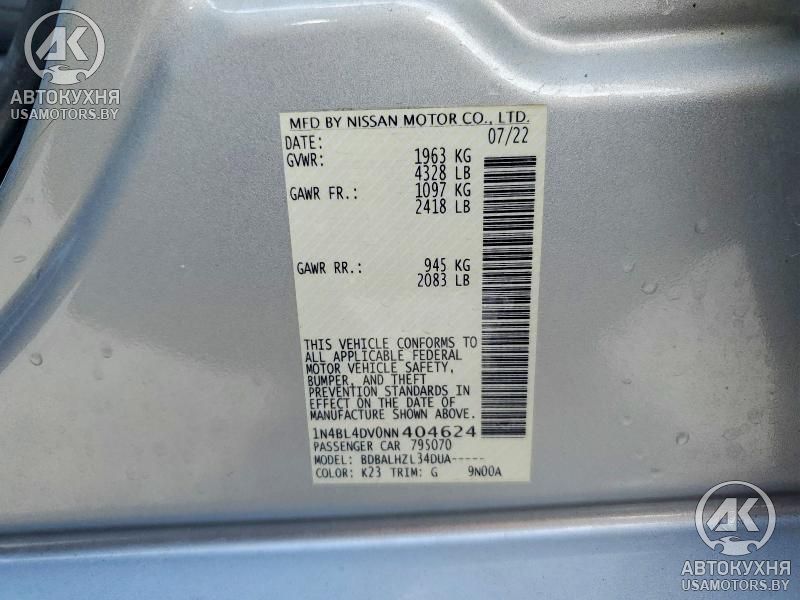 АК
АВТОКУХНЯ
USAMOTORS.BY
MFD BY NISSAN MOTOR CO., LTD.
DATE: 07/22
GVWR: 1963 KG
4328 LB
GAWR FR.: 1097 KG
2418 LB
GAWR RR.: 945 KG
2083 LB
THIS VEHICLE CONFORMS TO
ALL APPLICABLE FEDERAL
MOTOR VEHICLE SAFETY,
BUMPER, AND THEFT
PREVENTION STANDARDS IN
EFFECT ON THE DATE OF
MANUFACTURE SHOWN ABOVE.
1N4BL4DV0NN404624
PASSENGER CAR 795070
MODEL: BDBALHZL34DUA-----
COLOR: K23 TRIM: G 9N00A
АК
АВТОКУХНЯ
USAMOTORS.BY